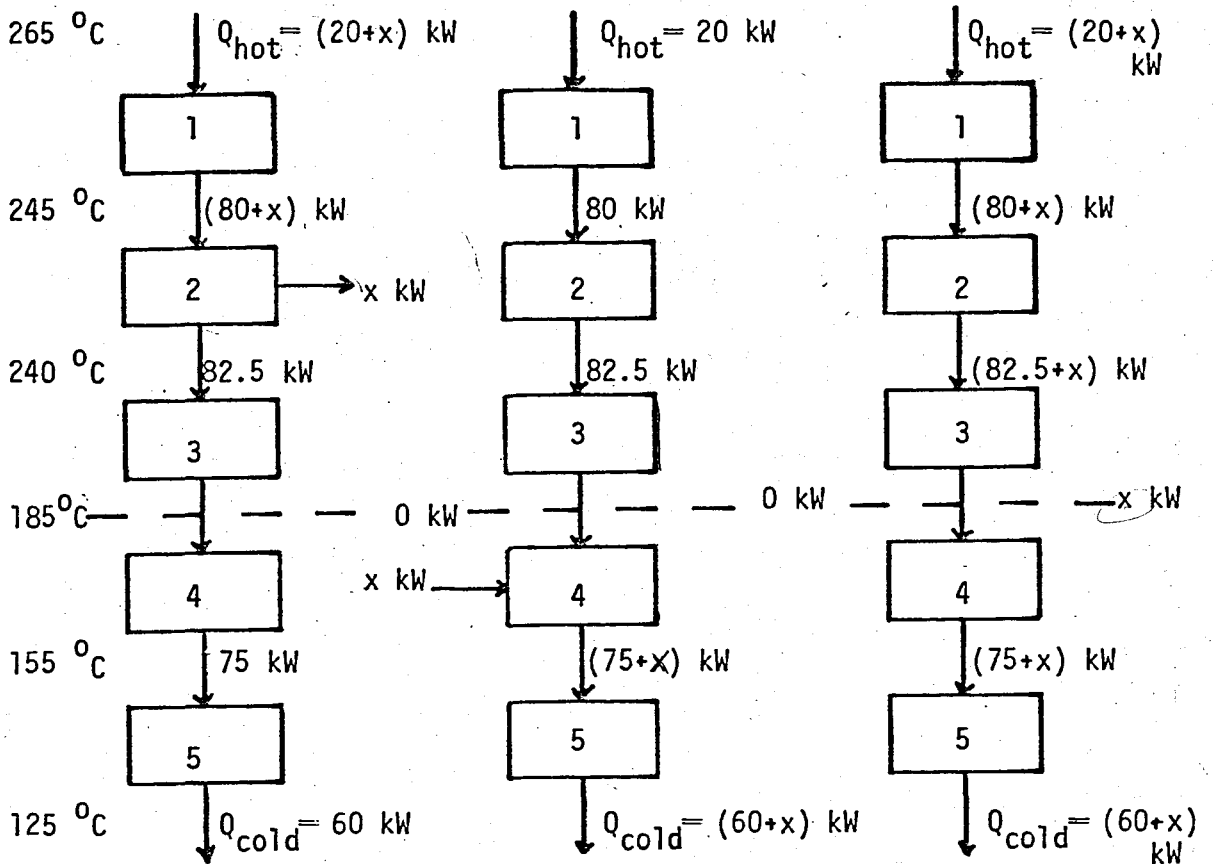 265 °C Q_hot= (20+x) kW Q_hot= 20 kW Q_hot= (20+x) kW
1 1 1
245 °C (80+x) kW 80 kW (80+x) kW
2 x kW 2 2
240 °C 82.5 kW 82.5 kW (82.5+x) kW
3 3 3
185°C 0 kW 0 kW x kW
4 x kW 4 4
155 °C 75 kW (75+x) kW (75+x) kW
5 5 5
125 °C Q_cold= 60 kW Q_cold= (60+x) kW Q_cold= (60+x) kW